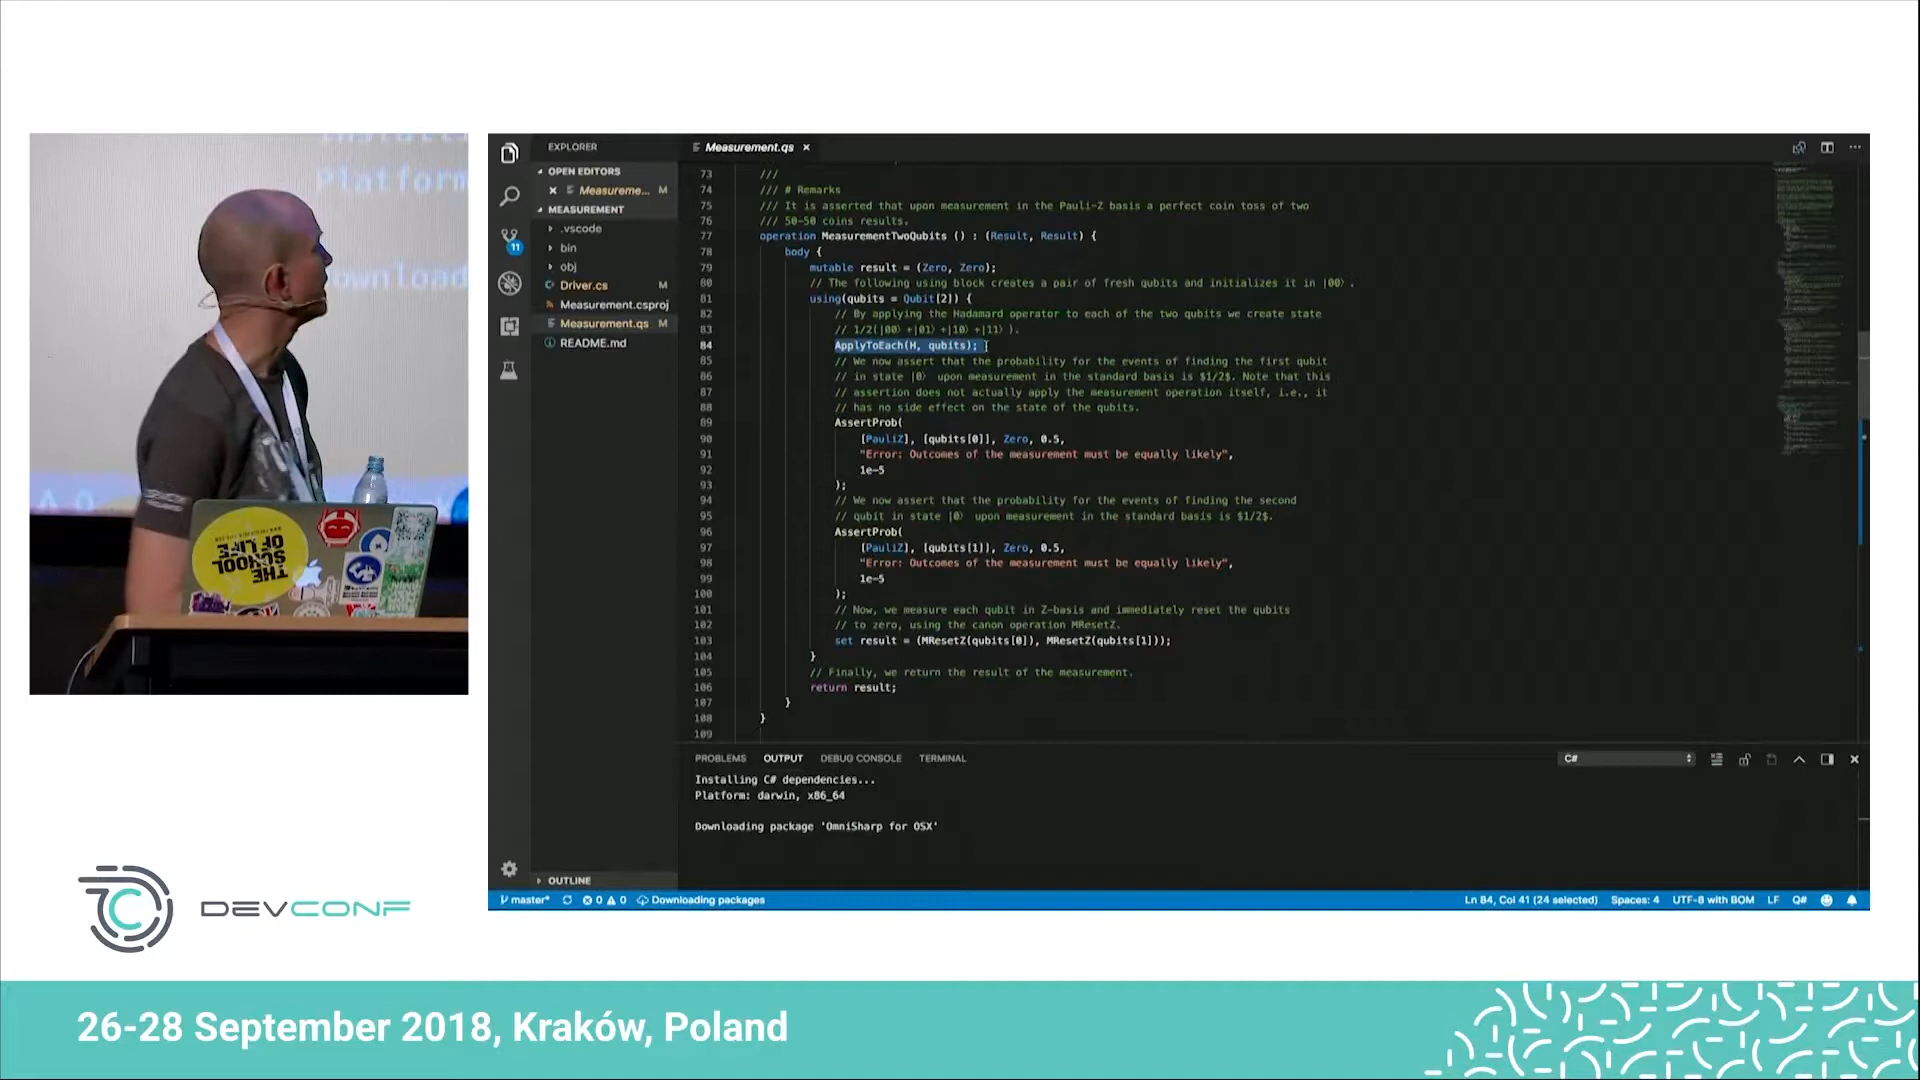 Platform
Download
THE
SCHOOL
OF LIFE
EXPLORER
OPEN EDITORS
Measureme... M
MEASUREMENT
.vscode
bin
obj
Driver.cs M
Measurement.csproj
Measurement.qs M
README.md
OUTLINE
11
Measurement.qs
73 ///
74 /// # Remarks
75 /// It is asserted that upon measurement in the Pauli-Z basis a perfect coin toss of two
76 /// 50-50 coins results.
77 operation MeasurementTwoQubits () : (Result, Result) {
78 body {
79 mutable result = (Zero, Zero);
80 // The following using block creates a pair of fresh qubits and initializes it in |00〉.
81 using(qubits = Qubit[2]) {
82 // By applying the Hadamard operator to each of the two qubits we create state
83 // 1/2(|00〉+|01〉+|10〉+|11〉).
84 ApplyToEach(H, qubits);
85 // We now assert that the probability for the events of finding the first qubit
86 // in state |0〉 upon measurement in the standard basis is $1/2$. Note that this
87 // assertion does not actually apply the measurement operation itself, i.e., it
88 // has no side effect on the state of the qubits.
89 AssertProb(
90 [PauliZ], [qubits[0]], Zero, 0.5,
91 "Error: Outcomes of the measurement must be equally likely",
92 1e-5
93 );
94 // We now assert that the probability for the events of finding the second
95 // qubit in state |0〉 upon measurement in the standard basis is $1/2$.
96 AssertProb(
97 [PauliZ], [qubits[1]], Zero, 0.5,
98 "Error: Outcomes of the measurement must be equally likely",
99 1e-5
100 );
101 // Now, we measure each qubit in Z-basis and immediately reset the qubits
102 // to zero, using the canon operation MResetZ.
103 set result = (MResetZ(qubits[0]), MResetZ(qubits[1]));
104 }
105 // Finally, we return the result of the measurement.
106 return result;
107 }
108 }
109
PROBLEMS OUTPUT DEBUG CONSOLE TERMINAL C#
Installing C# dependencies...
Platform: darwin, x86_64
Downloading package 'OmniSharp for OSX'
master* 0 0 Downloading packages Ln 84, Col 41 (24 selected) Spaces: 4 UTF-8 with BOM LF Q#
DEVCONF
26-28 September 2018, Kraków, Poland